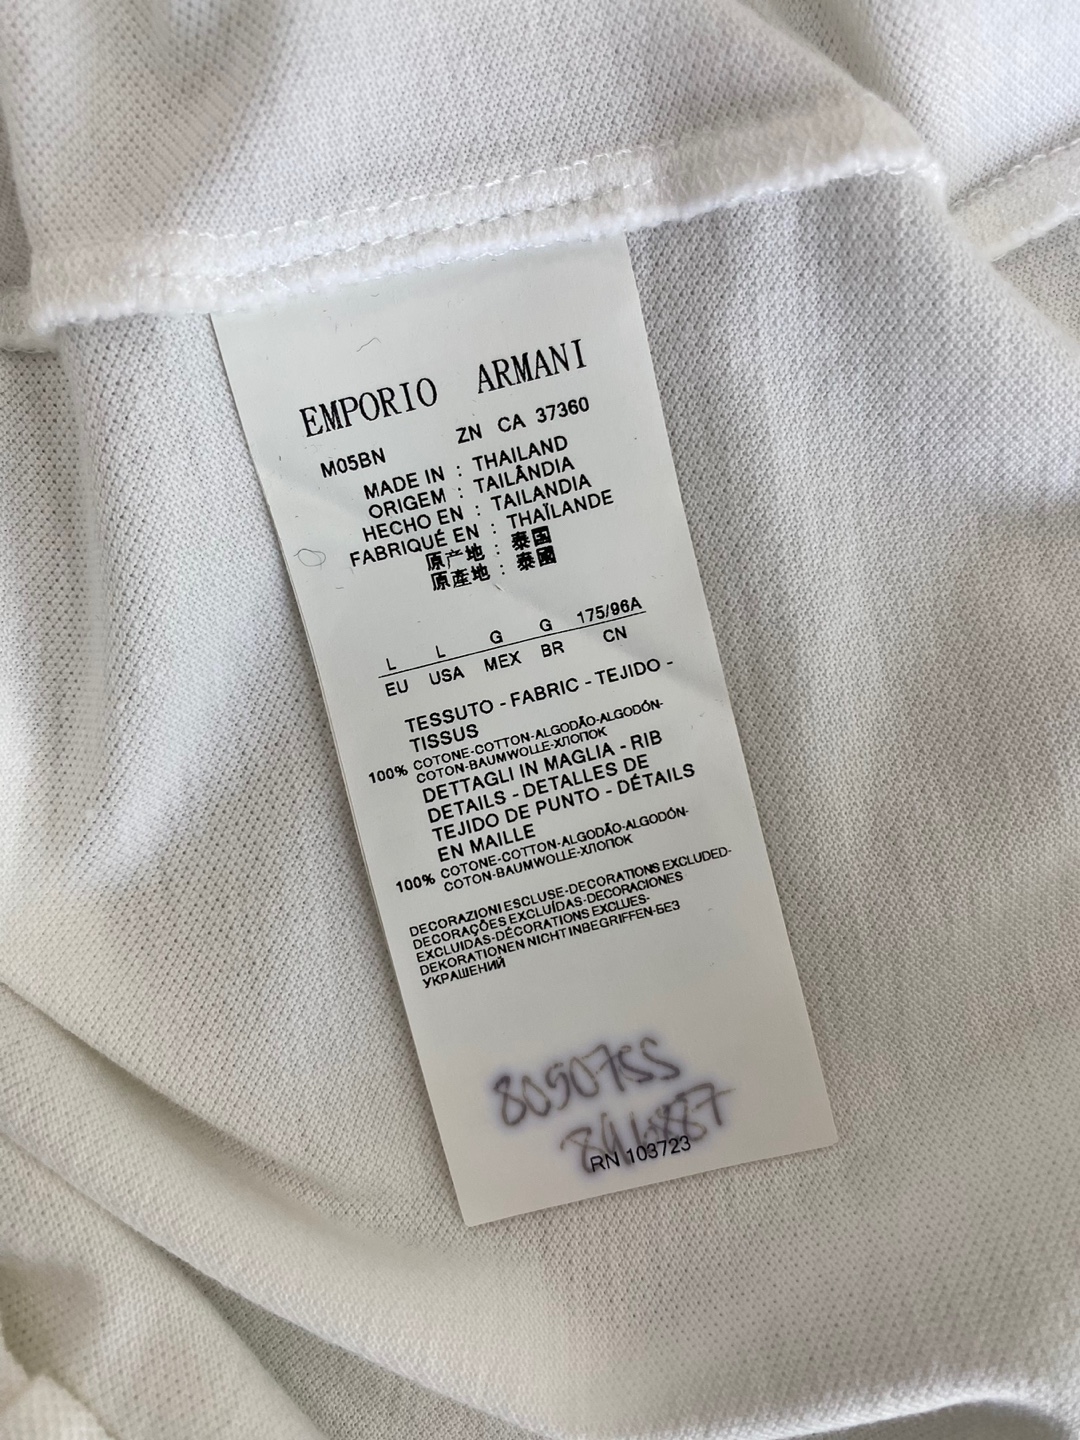 EMPORIO ARMANI
M05BN ZN CA 37360
MADE IN : THAILAND
ORIGEM : TAILÂNDIA
HECHO EN : TAILANDIA
FABRIQUÉ EN : THAÏLANDE
原产地 : 泰国
原產地 : 泰國
L L G G 175/96A
EU USA MEX BR CN
TESSUTO - FABRIC - TEJIDO -
TISSUS
100% COTONE-COTTON-ALGODÃO-ALGODÓN-
COTON-BAUMWOLLE-ХЛОПОК
DETTAGLI IN MAGLIA - RIB
DETAILS - DETALLES DE
TEJIDO DE PUNTO - DÉTAILS
EN MAILLE
100% COTONE-COTTON-ALGODÃO-ALGODÓN-
COTON-BAUMWOLLE-ХЛОПОК
DECORAZIONI ESCLUSE-DECORATIONS EXCLUDED-
DECORAÇÕES EXCLUÍDAS-DECORACIONES
EXCLUIDAS-DÉCORATIONS EXCLUES-
DEKORATIONEN NICHT INBEGRIFFEN-БЕЗ
УКРАШЕНИЙ
8050755
RN 103723